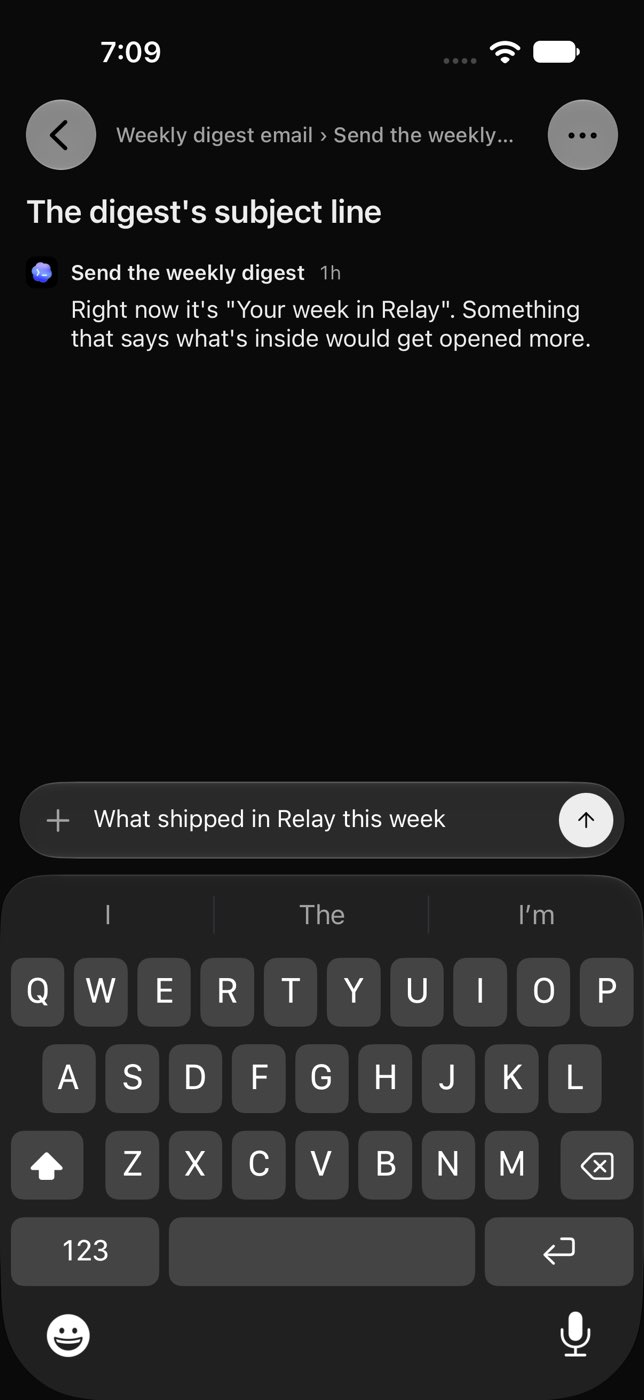 7:09
Weekly digest email › Send the weekly...
The digest's subject line
Send the weekly digest 1h
Right now it's "Your week in Relay". Something
that says what's inside would get opened more.
What shipped in Relay this week
I The I’m
Q W E R T Y U I O P
A S D F G H J K L
Z X C V B N M
123